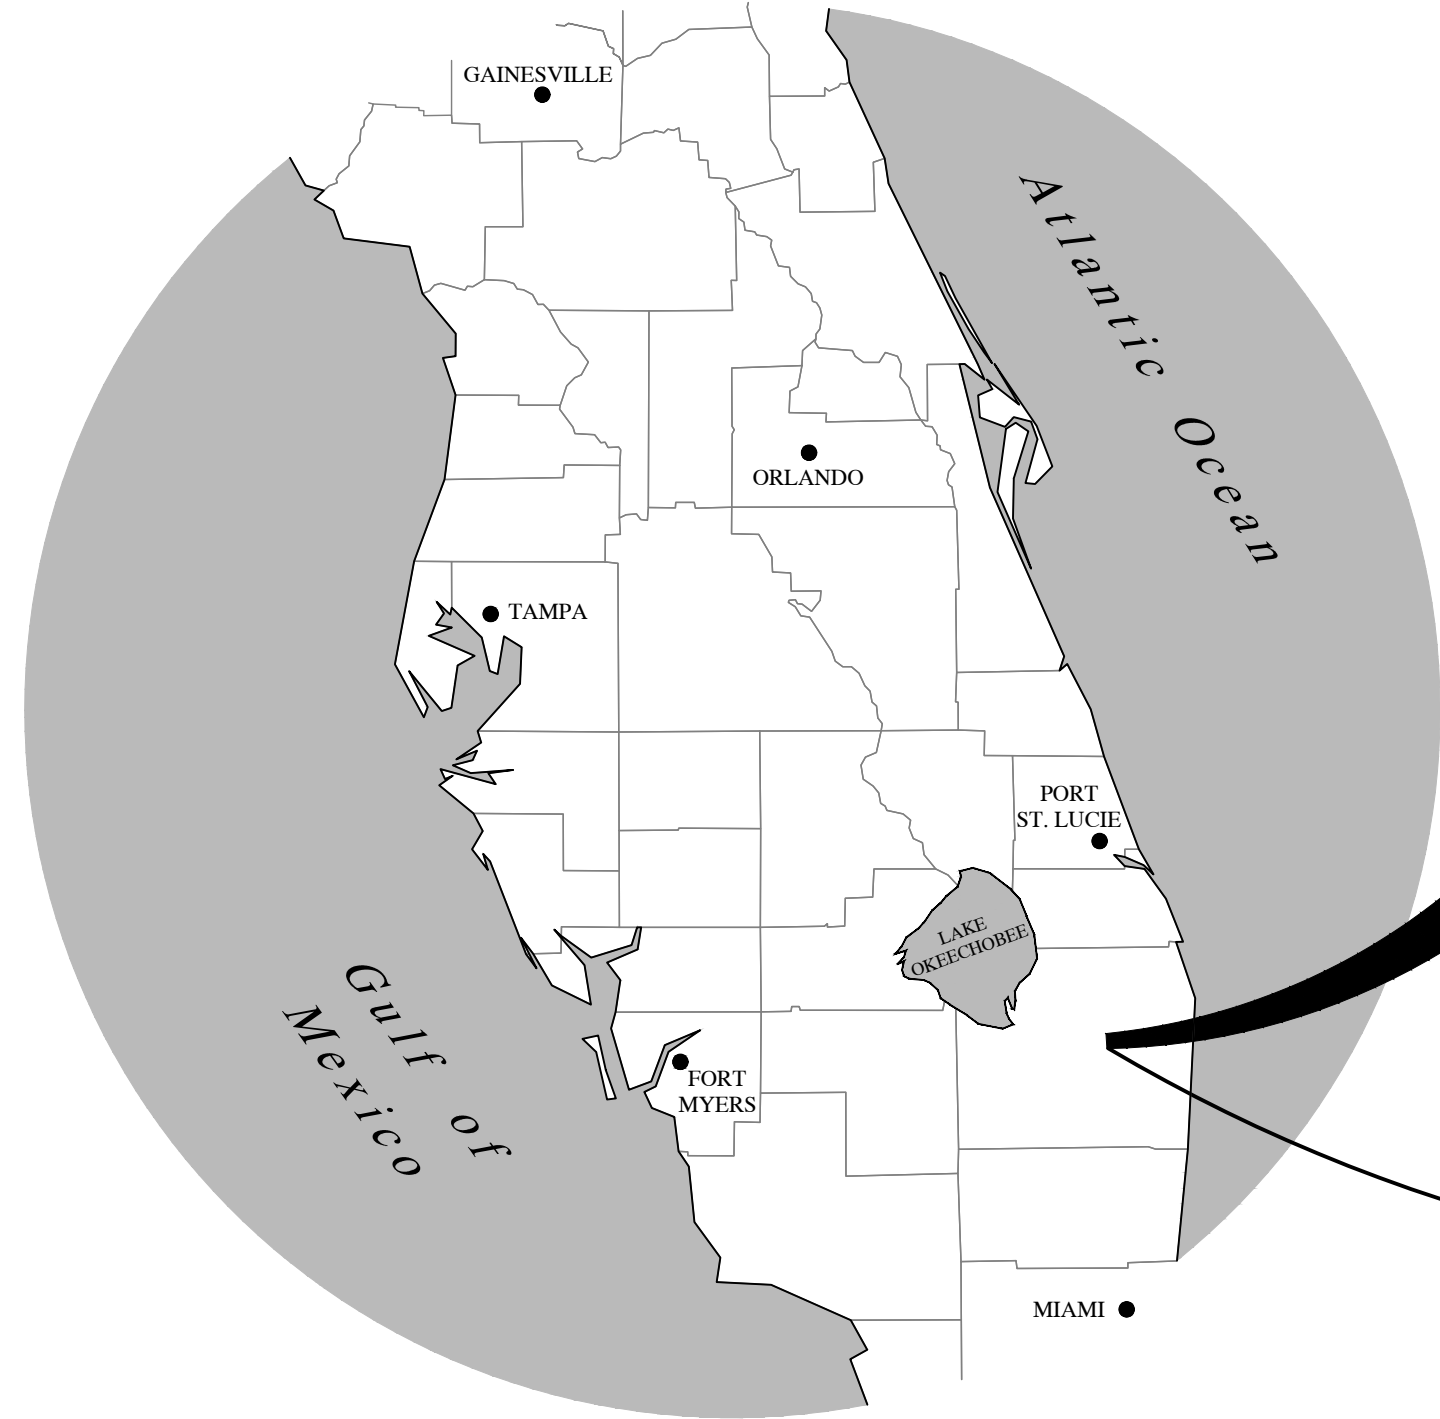 GAINESVILLE
Atlantic Ocean
ORLANDO
TAMPA
PORT
ST. LUCIE
LAKE
OKEECHOBEE
Gulf of
Mexico
FORT
MYERS
MIAMI